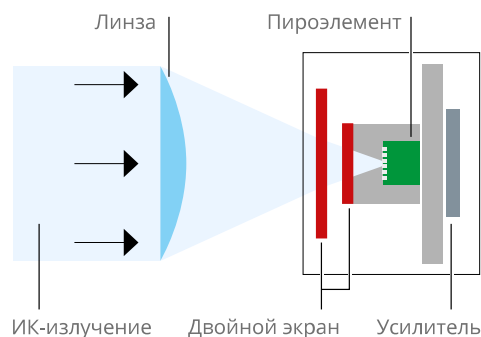 Линза
Пироэлемент
ИК-излучение
Двойной экран
Усилитель